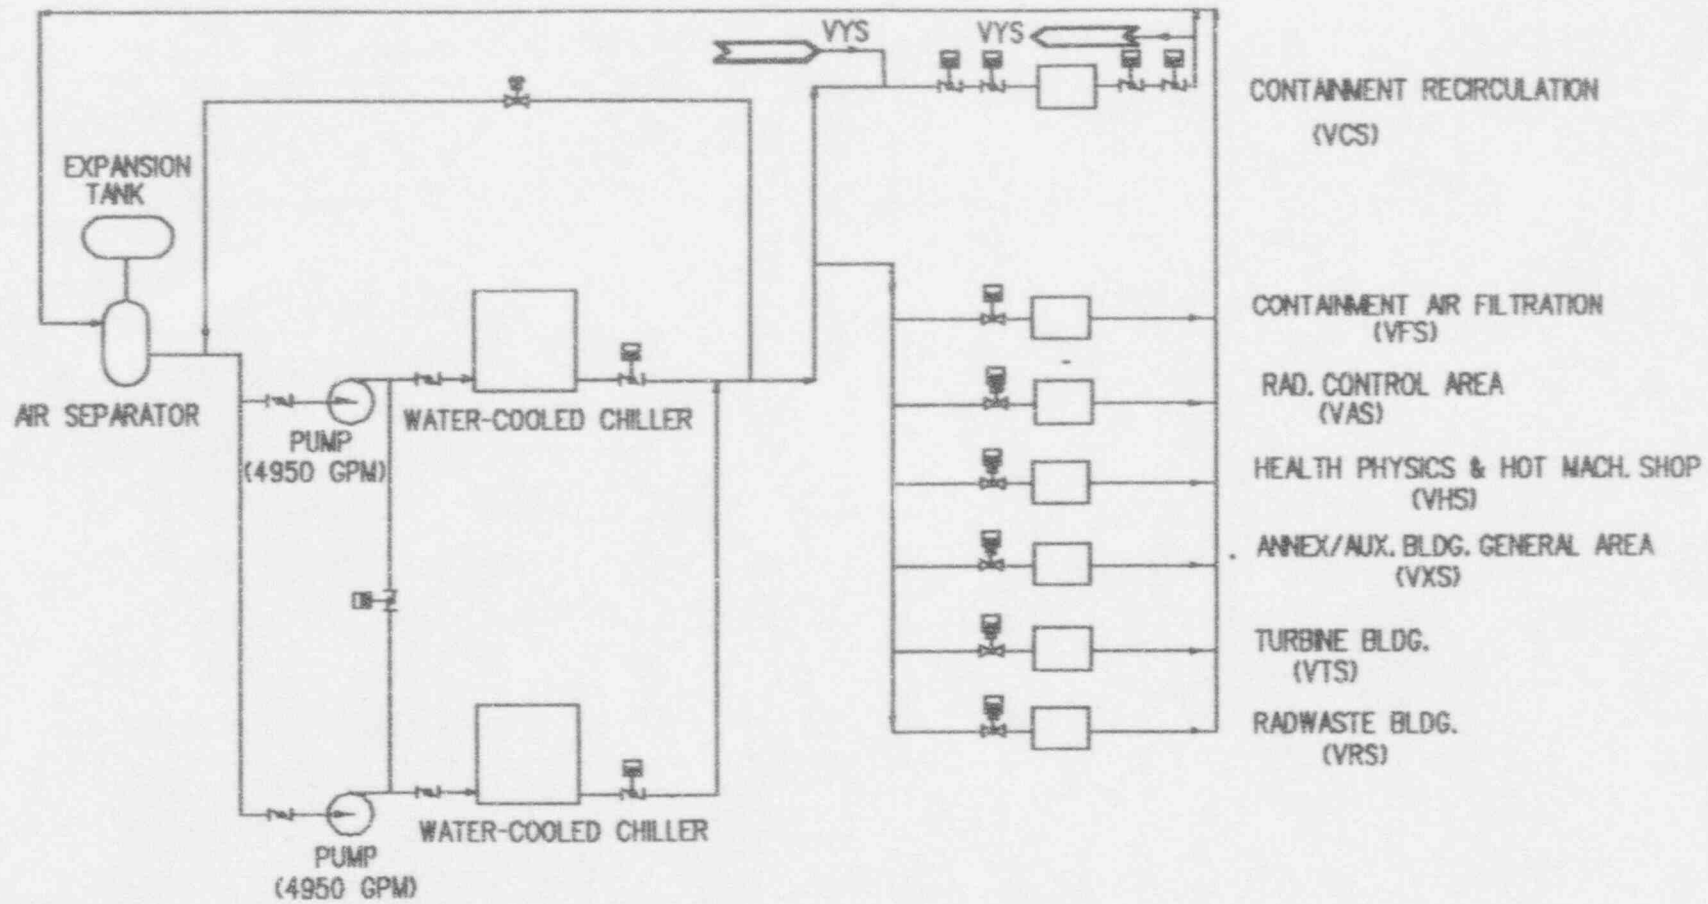 VYS
VYS
CONTAINMENT RECIRCULATION
(VCS)
EXPANSION
TANK
AIR SEPARATOR
PUMP
(4950 GPM)
WATER-COOLED CHILLER
CONTAINMENT AIR FILTRATION
(VFS)
RAD. CONTROL AREA
(VAS)
HEALTH PHYSICS & HOT MACH. SHOP
(VHS)
ANNEX/AUX. BLDG. GENERAL AREA
(VXS)
TURBINE BLDG.
(VTS)
RADWASTE BLDG.
(VRS)
WATER-COOLED CHILLER
PUMP
(4950 GPM)